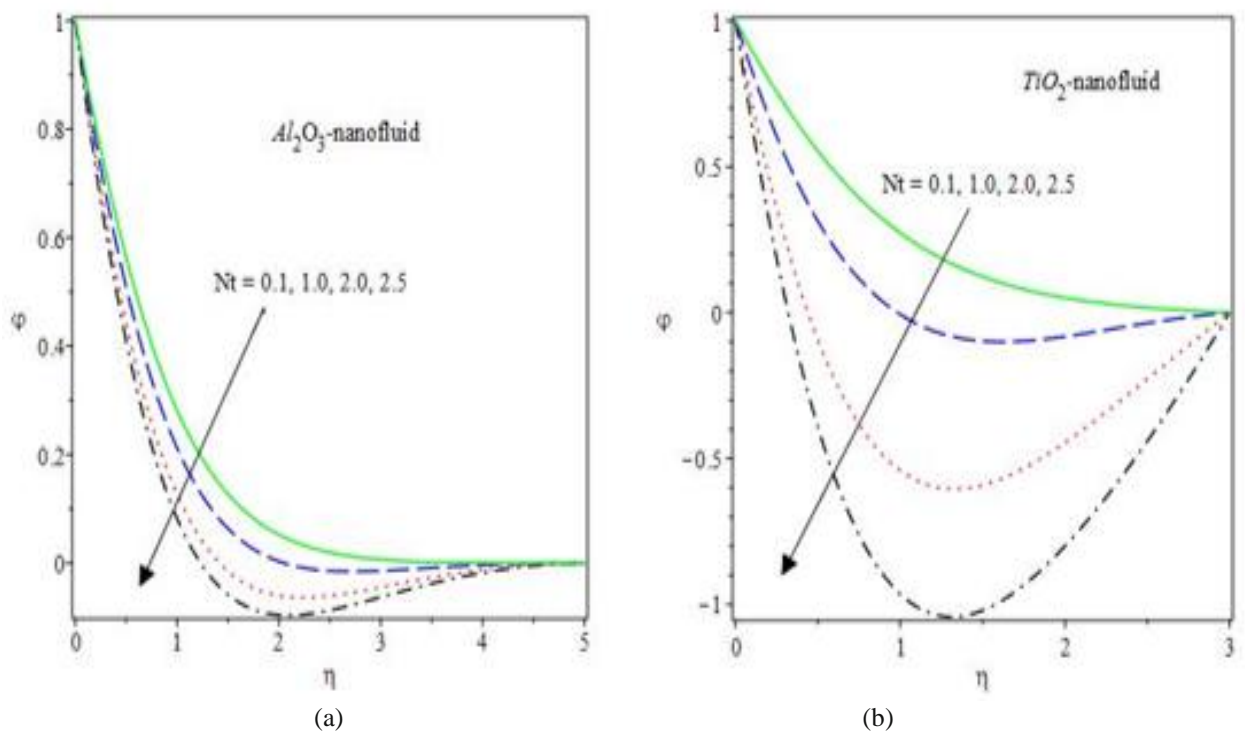 1
0.8
0.6
0.4
0.2
0
φ
Al₂O₃-nanofluid
Nt = 0.1, 1.0, 2.0, 2.5
0 1 2 3 4 5
η
(a)
1
0.5
0
−0.5
−1
φ
TiO₂-nanofluid
Nt = 0.1, 1.0, 2.0, 2.5
0 1 2 3
η
(b)